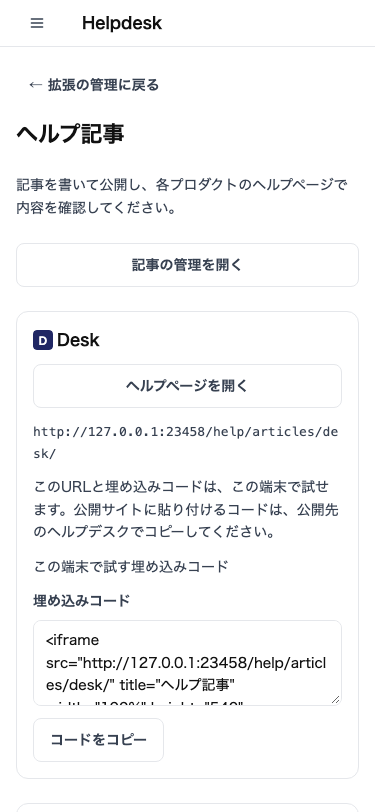 Helpdesk
← 拡張の管理に戻る
ヘルプ記事
記事を書いて公開し、各プロダクトのヘルプページで
内容を確認してください。
記事の管理を開く
D Desk
ヘルプページを開く
http://127.0.0.1:23458/help/articles/de
sk/
このURLと埋め込みコードは、この端末で試せ
ます。公開サイトに貼り付けるコードは、公開先
のヘルプデスクでコピーしてください。
この端末で試す埋め込みコード
埋め込みコード
<iframe
src="http://127.0.0.1:23458/help/articl
es/desk/" title="ヘルプ記事"
コードをコピー